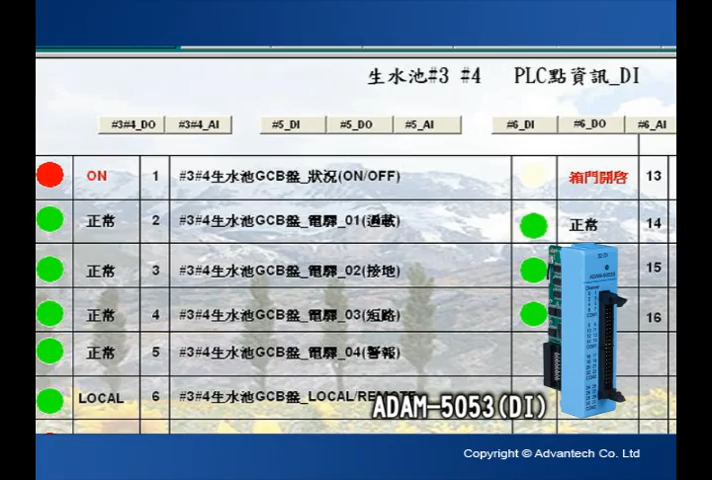 生水池#3 #4 PLC點資訊_DI
#3#4_DO #3#4_AI #5_DI #5_DO #5_AI #6_DI #6_DO #6_AI
ON 1 #3#4生水池GCB盤_狀況(ON/OFF) 箱門開啓 13
正常 2 #3#4生水池GCB盤_電驛_01(過載) 正常 14
正常 3 #3#4生水池GCB盤_電驛_02(接地) 15
正常 4 #3#4生水池GCB盤_電驛_03(短路) 16
正常 5 #3#4生水池GCB盤_電驛_04(警報)
LOCAL 6 #3#4生水池GCB盤_LOCAL/REMOTE
ADAM-5053(DI)
Copyright © Advantech Co. Ltd